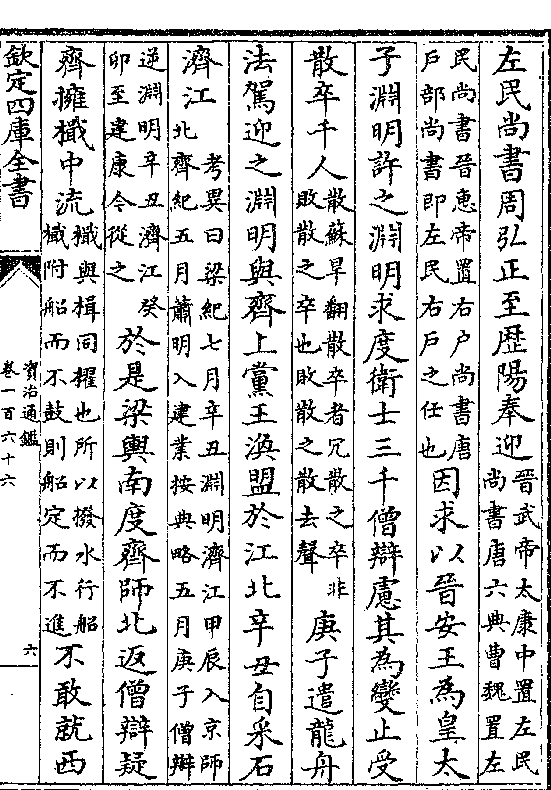 左民尚書周弘正至歴陽奉迎晉武帝太康中置左民尚書唐六典曹魏置左
民尚書晉惠帝置右户尚書唐户部尚書即左民右戶之任也因求以晉安王為皇太
子淵明許之淵明求度衛士三千僧辯慮其為變止受
散卒千人散蘇旱翻散卒者冗散之卒非敗散之卒也敗散之散去聲庚子遣龍舟
法駕迎之淵明與齊上黨王渙盟於江北辛丑自采石
濟江考異曰梁紀七月辛丑淵明濟江甲辰入京師北齊紀五月蕭明入建業按典略五月庚子僧辯
逆淵明辛丑濟江癸卯至建康今從之於是梁輿南度齊師北返僧辯疑
齊擁檝中流檝與楫同櫂也所以撥水行船檝附船而不鼓則船定而不進不敢就西
欽定四庫全書
資治通鑑
卷一百六十六
六